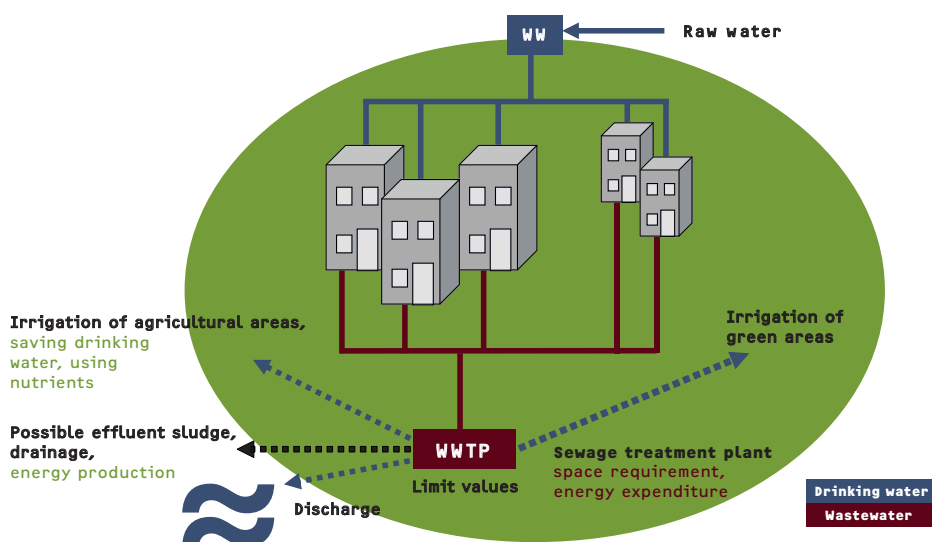 WW
Raw water
Irrigation of agricultural areas,
saving drinking
water, using
nutrients
Irrigation of
green areas
Possible effluent sludge,
drainage,
energy production
WWTP
Limit values
Sewage treatment plant
space requirement,
energy expenditure
Discharge
Drinking water
Wastewater